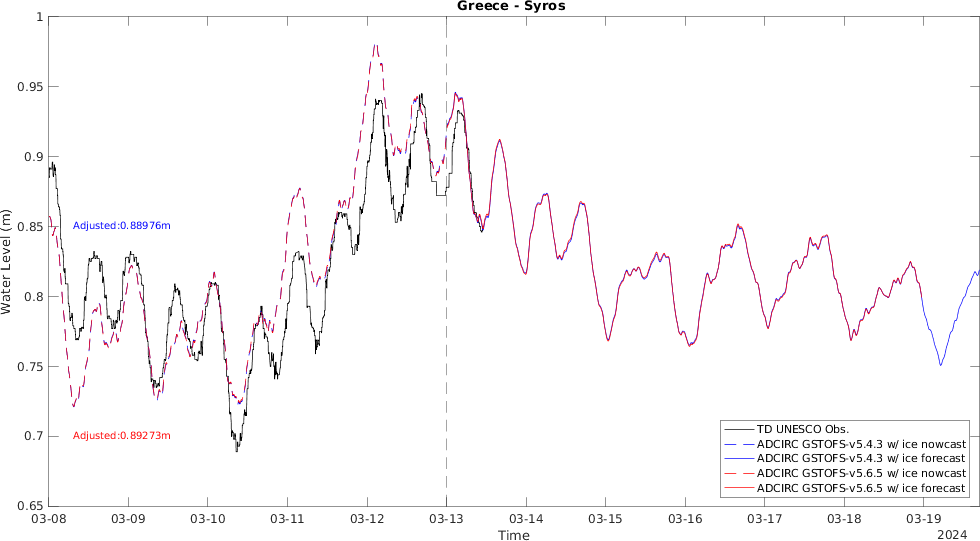 Greece - Syros
Water Level (m)
1
0.95
0.9
0.85
0.8
0.75
0.7
0.65
Adjusted:0.88976m
Adjusted:0.89273m
TD UNESCO Obs.
ADCIRC GSTOFS-v5.4.3 w/ ice nowcast
ADCIRC GSTOFS-v5.4.3 w/ ice forecast
ADCIRC GSTOFS-v5.6.5 w/ ice nowcast
ADCIRC GSTOFS-v5.6.5 w/ ice forecast
03-08 03-09 03-10 03-11 03-12 03-13 03-14 03-15 03-16 03-17 03-18 03-19
Time
2024